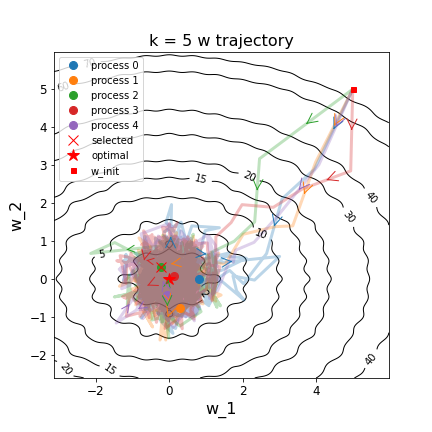 k = 5 w trajectory
process 0
process 1
process 2
process 3
process 4
selected
optimal
w_init
w_2
5
4
3
2
1
0
−1
−2
−2
0
2
4
w_1
15
20
40
30
10
5
2
20
15
40